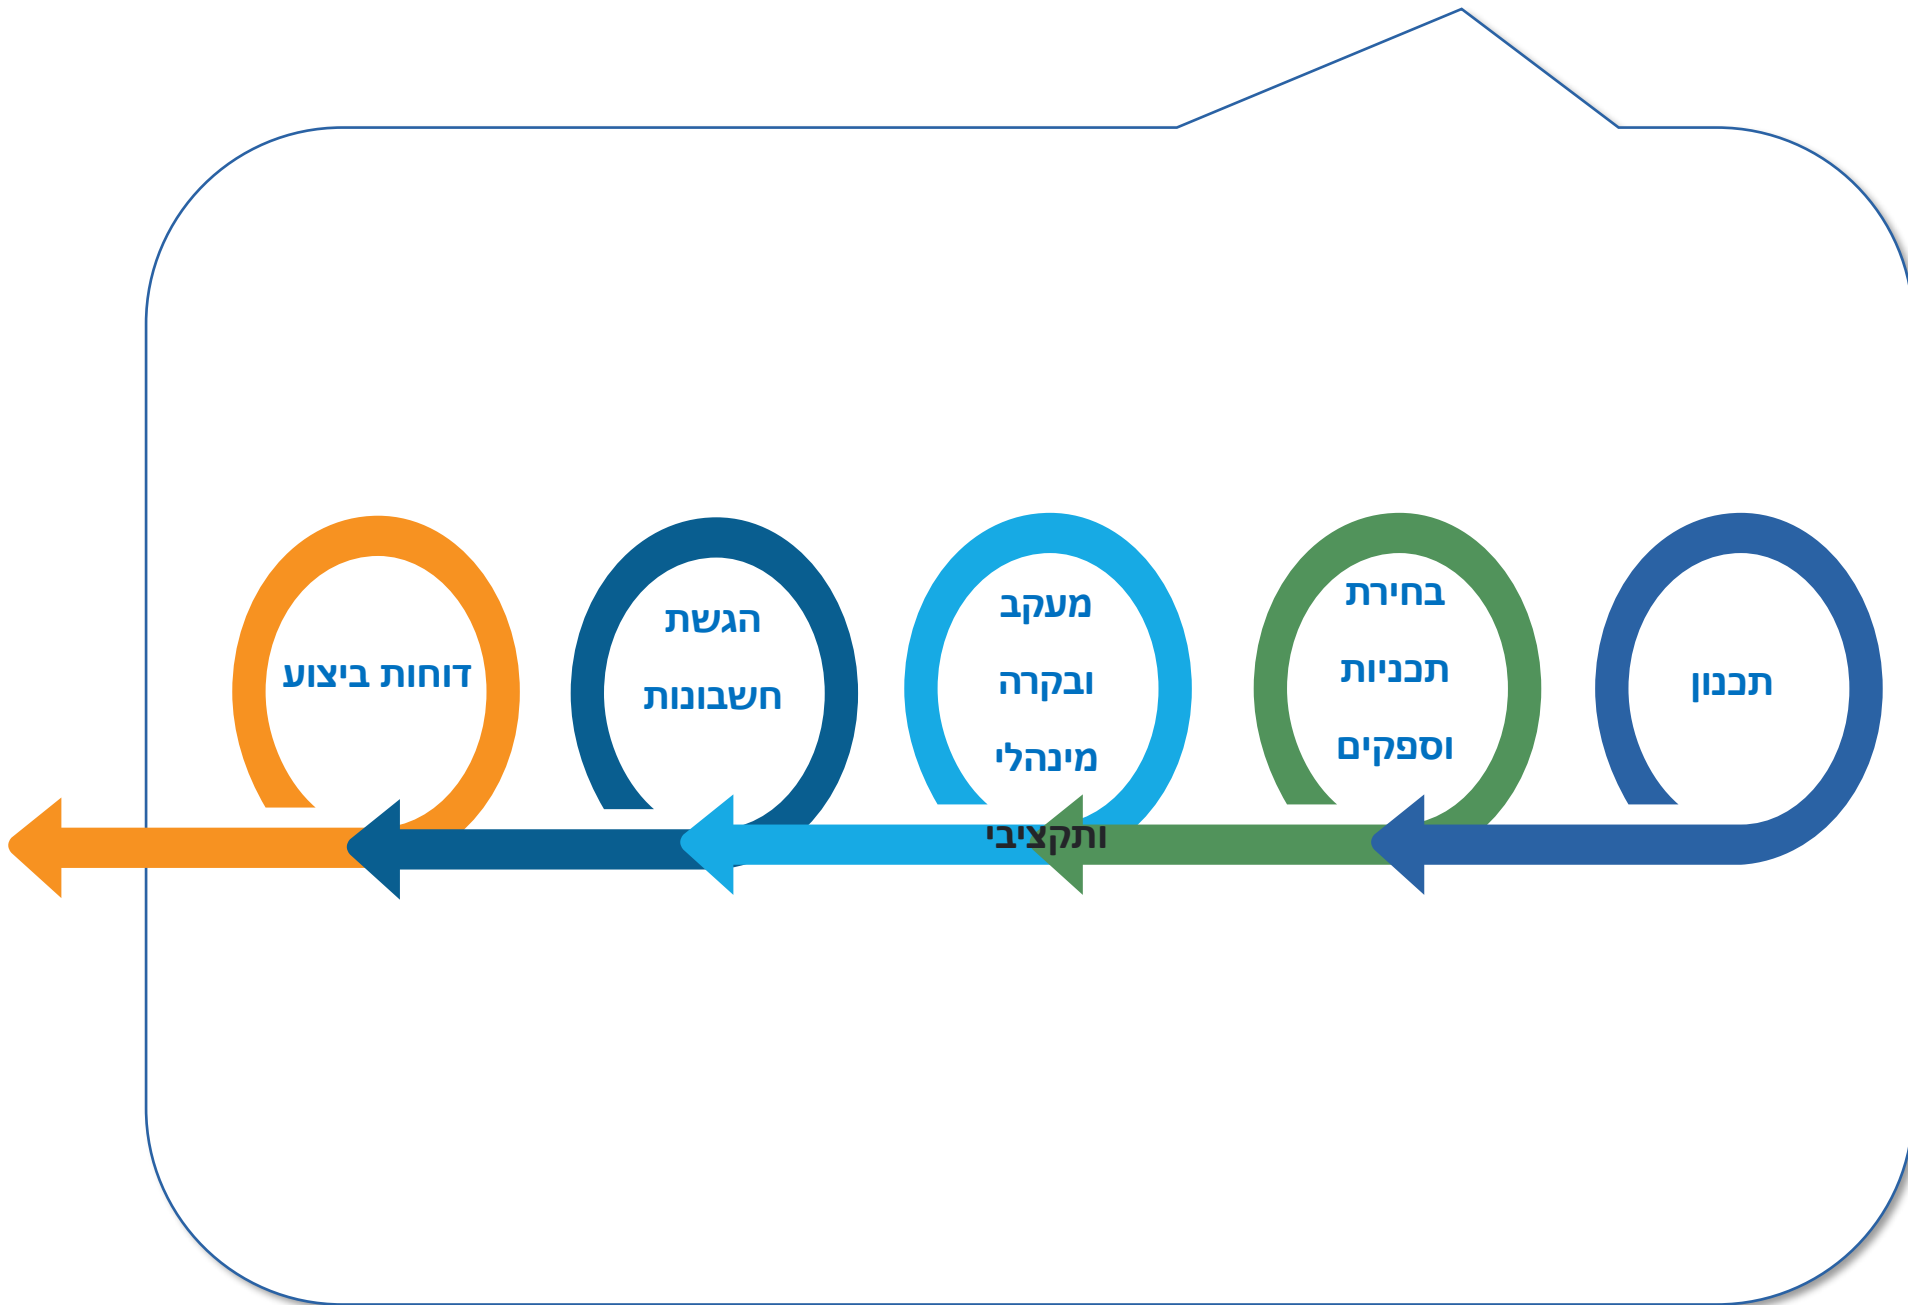 תכנון
בחירת
תכניות
וספקים
מעקב
ובקרה
מינהלי
ותקציבי
הגשת
חשבונות
דוחות ביצוע